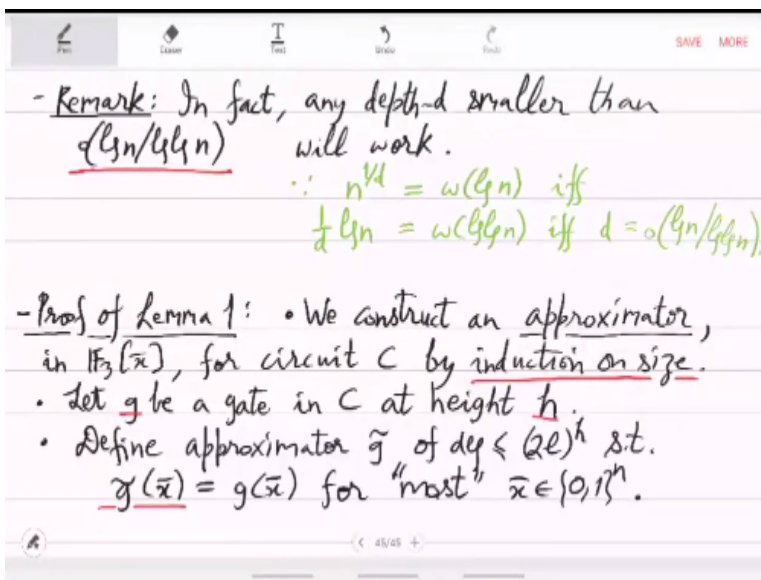 Pen Eraser Text Undo Redo SAVE MORE
- Remark: In fact, any depth-d smaller than
o(lgn/lglgn) will work.
∵ n^{1/d} = ω(lgn) iff
1/d lgn = ω(lglgn) iff d = o(lgn/lglgn).
- Proof of Lemma 1: • We construct an approximator,
in 𝔽₃[x̄], for circuit C by induction on size.
• Let g be a gate in C at height h.
• Define approximator g̃ of deg ≤ (2l)^h s.t.
g̃(x̄) = g(x̄) for "most" x̄ ∈ {0,1}^n.
< 45/45 +